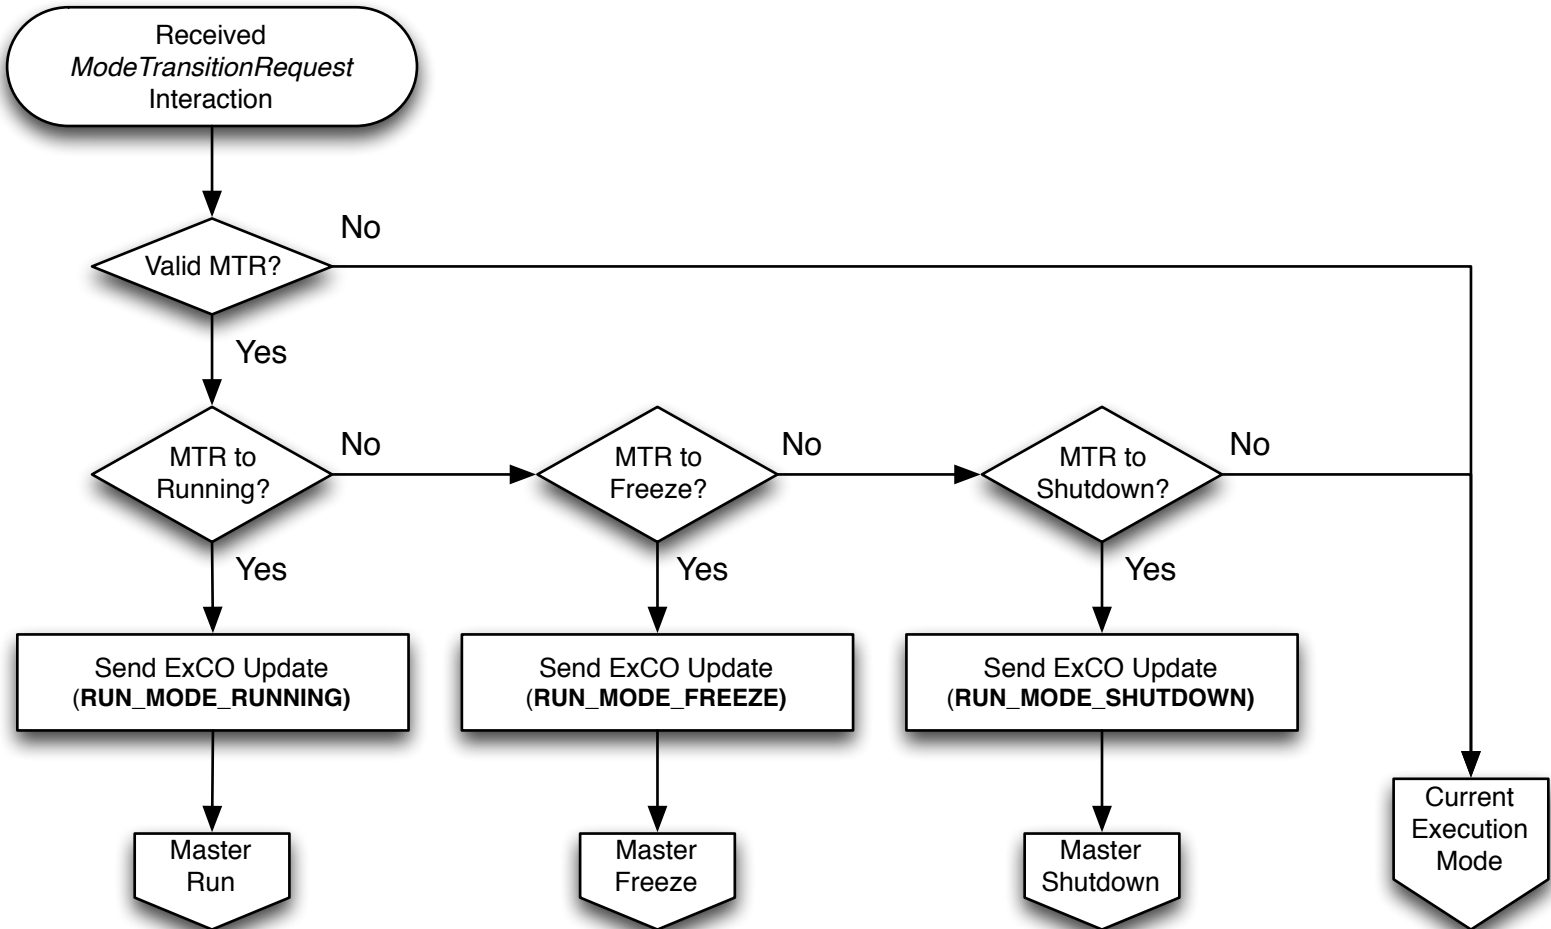 Received
ModeTransitionRequest
Interaction
No
Valid MTR?
Yes
MTR to
Running?
No
MTR to
Freeze?
No
MTR to
Shutdown?
No
Yes
Yes
Yes
Send ExCO Update
(RUN_MODE_RUNNING)
Send ExCO Update
(RUN_MODE_FREEZE)
Send ExCO Update
(RUN_MODE_SHUTDOWN)
Master
Run
Master
Freeze
Master
Shutdown
Current
Execution
Mode